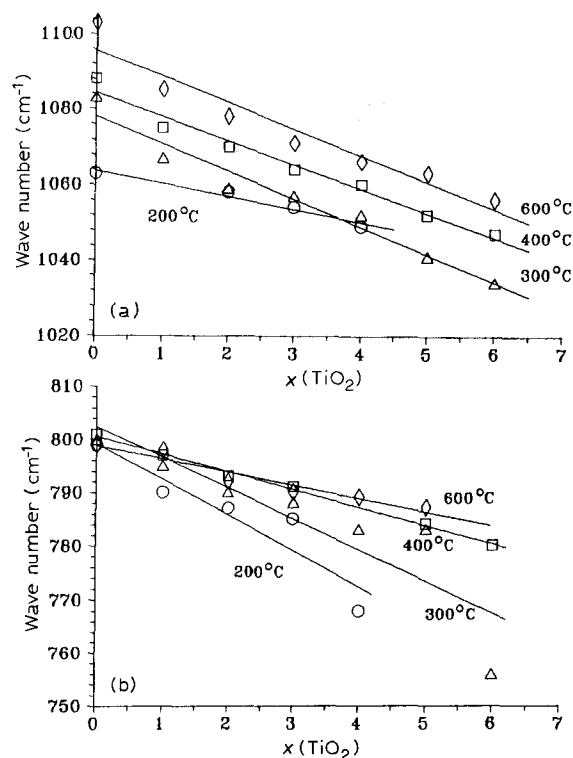 1100
1080
1060
1040
1020
Wave number (cm⁻¹)
600°C
400°C
300°C
200°C
(a)
0 1 2 3 4 5 6 7
x (TiO₂)
810
800
790
780
770
760
750
Wave number (cm⁻¹)
600°C
400°C
300°C
200°C
(b)
0 1 2 3 4 5 6 7
x (TiO₂)